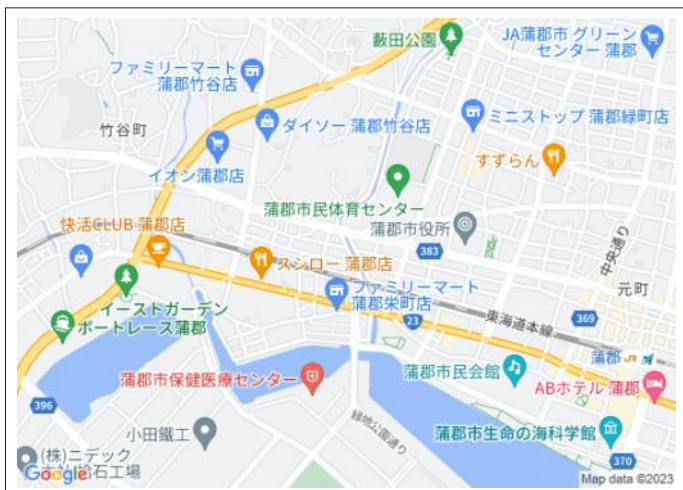 藪田公園
JA蒲郡市 グリーン
センター 蒲郡
ファミリーマート
蒲郡竹谷店
竹谷町
ダイソー 蒲郡竹谷店
ミニストップ 蒲郡緑町店
イオン蒲郡店
すずらん
蒲郡市民体育センター
快活CLUB 蒲郡店
蒲郡市役所
383
中央通り
スシロー 蒲郡店
元町
イーストガーデン
ボートレース蒲郡
ファミリーマート
蒲郡栄町店
23
東海道本線
369
蒲郡
蒲郡市保健医療センター
蒲郡市民会館
ABホテル 蒲郡
396
小田鐵工
緑地公園通り
蒲郡市生命の海科学館
(株)ニデック
370
Google
Map data ©2023